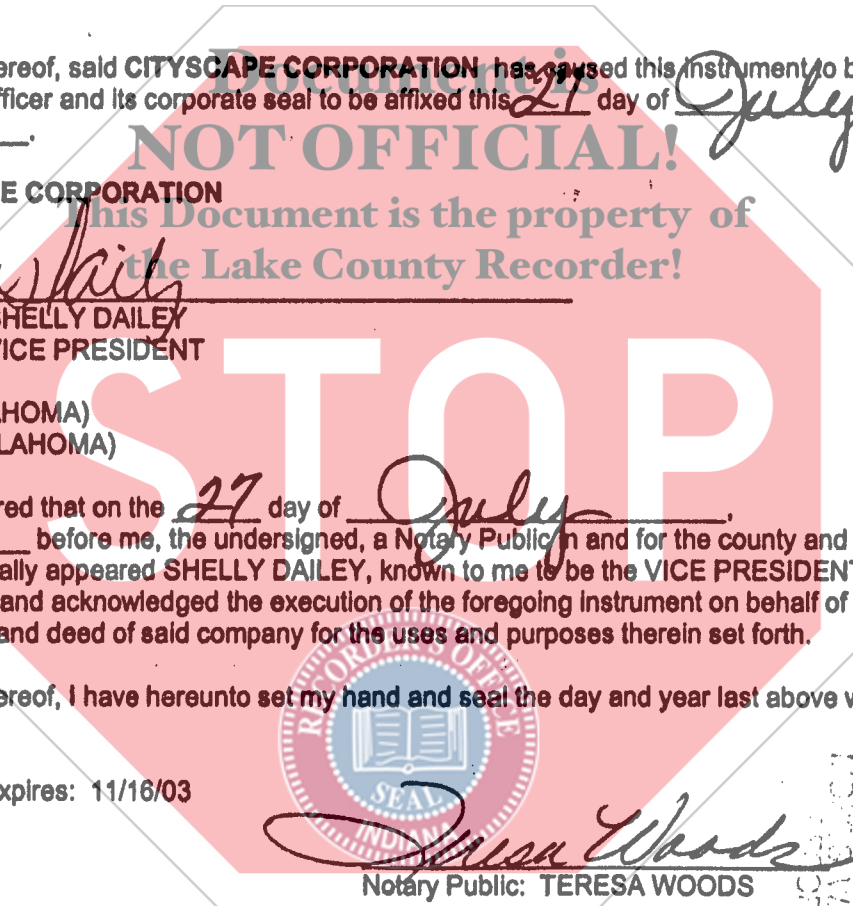 ereof, said CITYSCAPE CORPORATION has caused this instrument to b
fficer and its corporate seal to be affixed this 27 day of July
Document is
NOT OFFICIAL!
This Document is the property of
the Lake County Recorder!
E CORPORATION
SHELLY DAILEY
VICE PRESIDENT
STOP
AHOMA)
LAHOMA)
red that on the 27 day of July,
before me, the undersigned, a Notary Public in and for the county and
ally appeared SHELLY DAILEY, known to me to be the VICE PRESIDENT
and acknowledged the execution of the foregoing instrument on behalf of
and deed of said company for the uses and purposes therein set forth.
ereof, I have hereunto set my hand and seal the day and year last above w
RECORDER'S OFFICE
SEAL
INDIANA
xpires: 11/16/03
Teresa Woods
Notary Public: TERESA WOODS